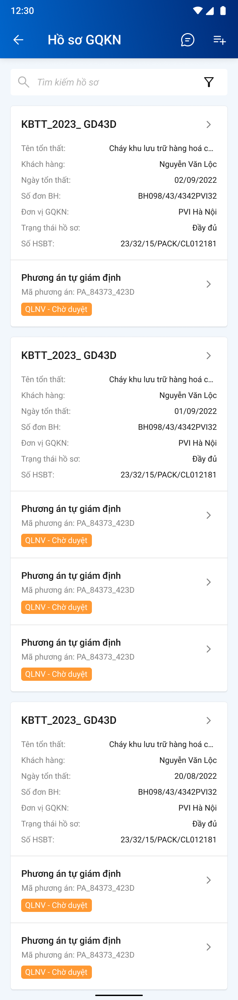 12:30
Hồ sơ GQKN
Tìm kiếm hồ sơ
KBTT_2023_ GD43D
Tên tổn thất: Cháy khu lưu trữ hàng hoá c...
Khách hàng: Nguyễn Văn Lộc
Ngày tổn thất: 02/09/2022
Số đơn BH: BH098/43/4342PVI32
Đơn vị GQKN: PVI Hà Nội
Trạng thái hồ sơ: Đầy đủ
Số HSBT: 23/32/15/PACK/CL012181
Phương án tự giám định
Mã phương án: PA_84373_423D
QLNV - Chờ duyệt
KBTT_2023_ GD43D
Tên tổn thất: Cháy khu lưu trữ hàng hoá c...
Khách hàng: Nguyễn Văn Lộc
Ngày tổn thất: 01/09/2022
Số đơn BH: BH098/43/4342PVI32
Đơn vị GQKN: PVI Hà Nội
Trạng thái hồ sơ: Đầy đủ
Số HSBT: 23/32/15/PACK/CL012181
Phương án tự giám định
Mã phương án: PA_84373_423D
QLNV - Chờ duyệt
Phương án tự giám định
Mã phương án: PA_84373_423D
QLNV - Chờ duyệt
Phương án tự giám định
Mã phương án: PA_84373_423D
QLNV - Chờ duyệt
KBTT_2023_ GD43D
Tên tổn thất: Cháy khu lưu trữ hàng hoá c...
Khách hàng: Nguyễn Văn Lộc
Ngày tổn thất: 20/08/2022
Số đơn BH: BH098/43/4342PVI32
Đơn vị GQKN: PVI Hà Nội
Trạng thái hồ sơ: Đầy đủ
Số HSBT: 23/32/15/PACK/CL012181
Phương án tự giám định
Mã phương án: PA_84373_423D
QLNV - Chờ duyệt
Phương án tự giám định
Mã phương án: PA_84373_423D
QLNV - Chờ duyệt